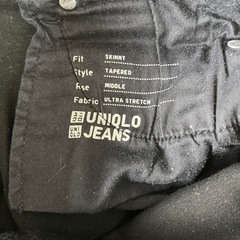 Fit SKINNY
Style TAPERED
Rise MIDDLE
Fabric ULTRA STRETCH
UNI QLO UNIQLO
JEANS